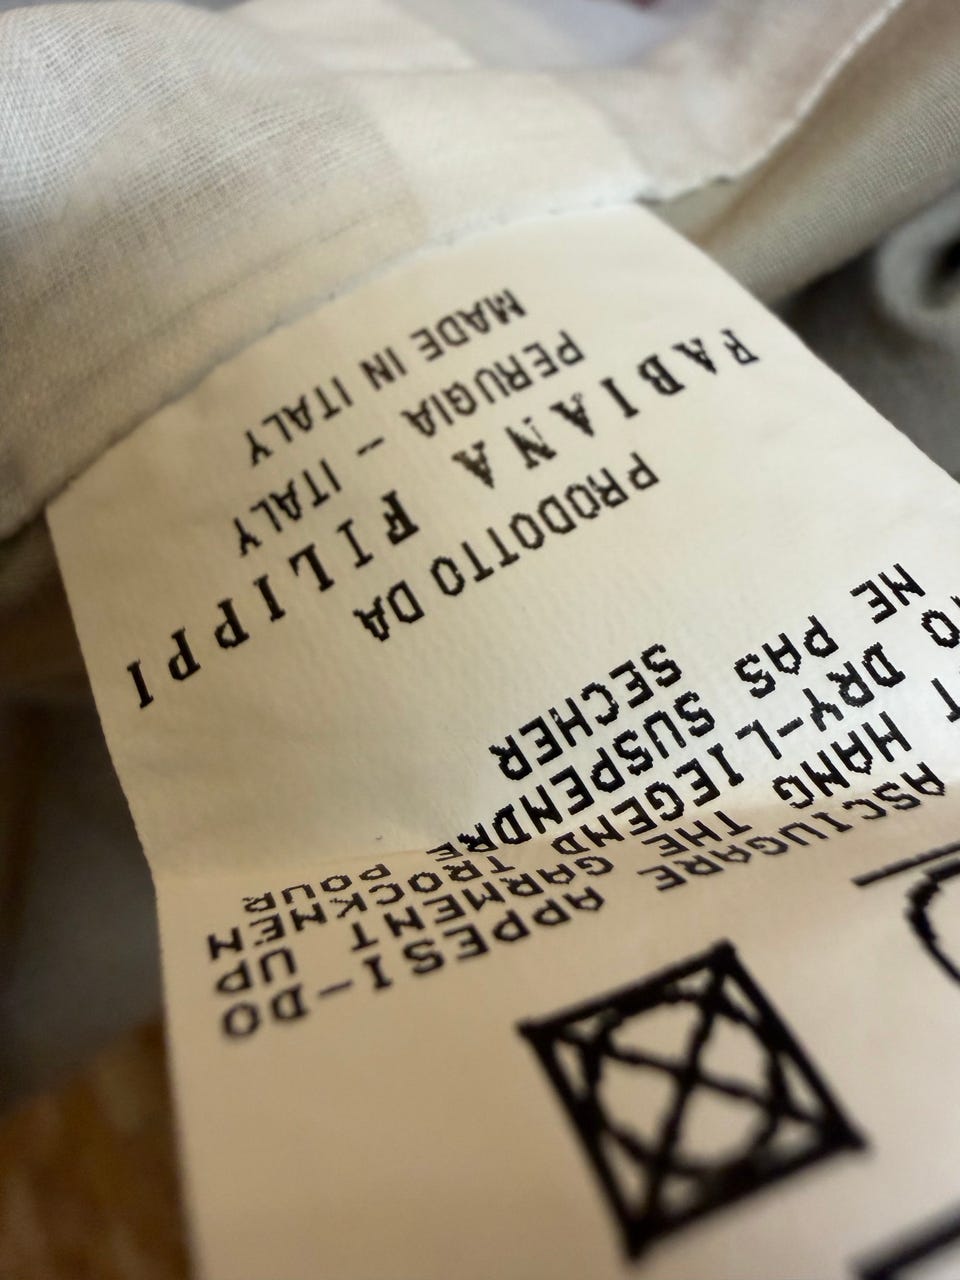 ASCIUGARE APPESI-DO
HANG THE GARMENT UP
TO DRY-LIEGEND TROCKNEN
NE PAS SUSPENDRE POUR
SECHER
PRODOTTO DA
FABIANA FILIPPI
PERUGIA -- ITALY
MADE IN ITALY